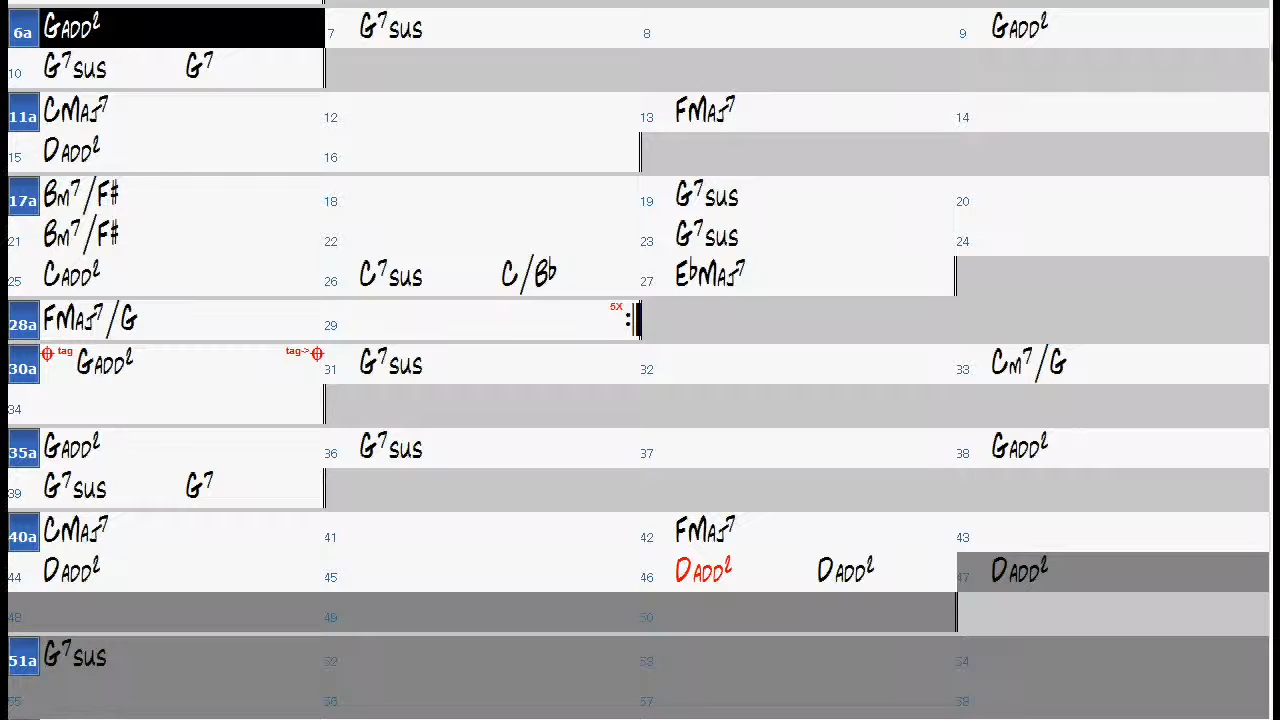 6a Gadd2 7 G7sus 8 9 Gadd2
10 G7sus G7
11a CMaj7 12 13 FMaj7 14
15 Dadd2 16
17a Bm7/F# 18 19 G7sus 20
21 Bm7/F# 22 23 G7sus 24
25 Cadd2 26 C7sus C/Bb 27 EbMaj7
28a FMaj7/G 29 5X
30a tag Gadd2 tag-> 31 G7sus 32 33 Cm7/G
34
35a Gadd2 36 G7sus 37 38 Gadd2
39 G7sus G7
40a CMaj7 41 42 FMaj7 43
44 Dadd2 45 46 Dadd2 Dadd2 47 Dadd2
48 49 50
51a G7sus 52 53 54
55 56 57 58